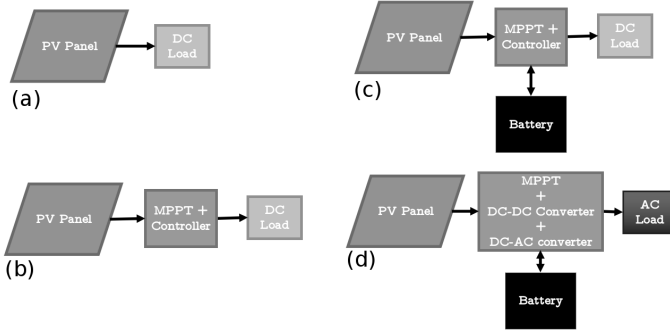 PV Panel
DC
Load
(a)
PV Panel
MPPT +
Controller
DC
Load
(b)
PV Panel
MPPT +
Controller
DC
Load
Battery
(c)
PV Panel
MPPT
+
DC-DC Converter
+
DC-AC converter
AC
Load
Battery
(d)